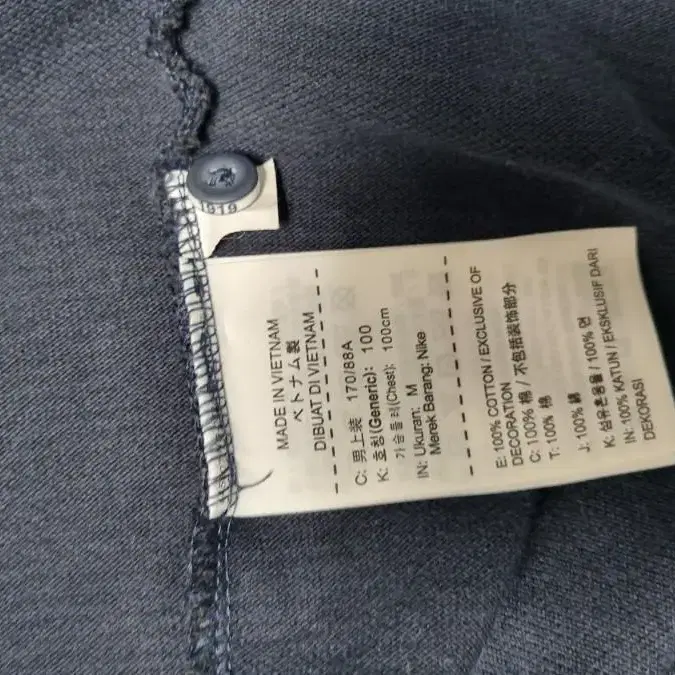 1919
MADE IN VIETNAM
ベトナム製
DIBUAT DI VIETNAM
C: 男上装 170/88A
K: 호칭(Generic): 100
가슴둘레(Chest): 100cm
IN: Ukuran: M
Merek Barang: Nike
E: 100% COTTON / EXCLUSIVE OF
DECORATION
C: 100% 棉 / 不包括装饰部分
T: 100% 棉
J: 100% 綿
K: 섬유혼용율 / 100% 면
IN: 100% KATUN / EKSKLUSIF DARI
DEKORASI